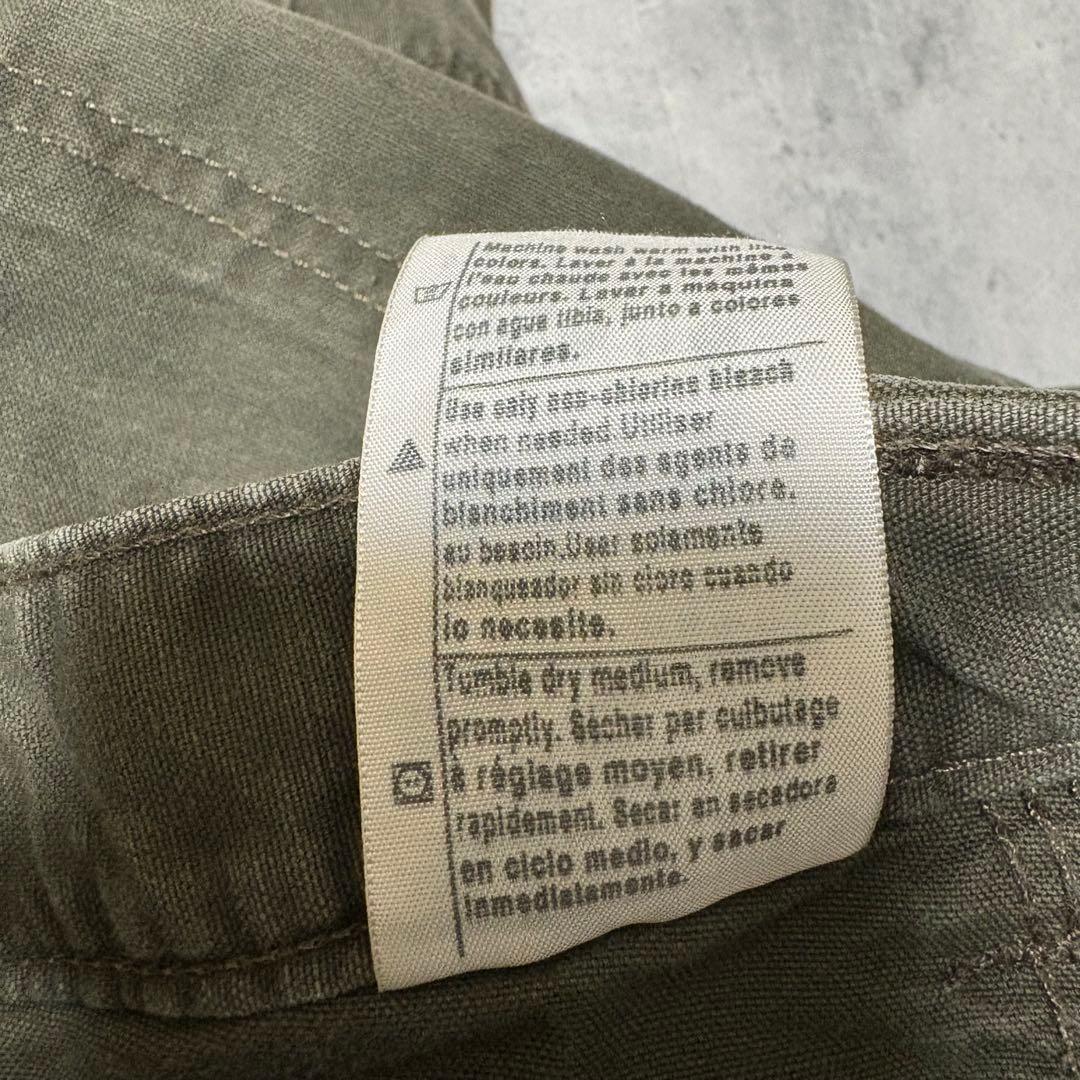 Machine wash warm with like
colors. Laver à la machine à
l'eau chaude avec les mêmes
couleurs. Lavar a máquina
con agua tibia, junto a colores
similares.
Use only non-chlorine bleach
when needed Utiliser
uniquement des agents de
blanchiment sans chlore.
au besoin.Usar solamente
blanqueador sin cloro cuando
lo necesite.
Tumble dry medium, remove
promptly. Sécher par culbutage
à réglage moyen, retirer
rapidement. Secar en secadora
en ciclo medio, y sacar
inmediatamente.